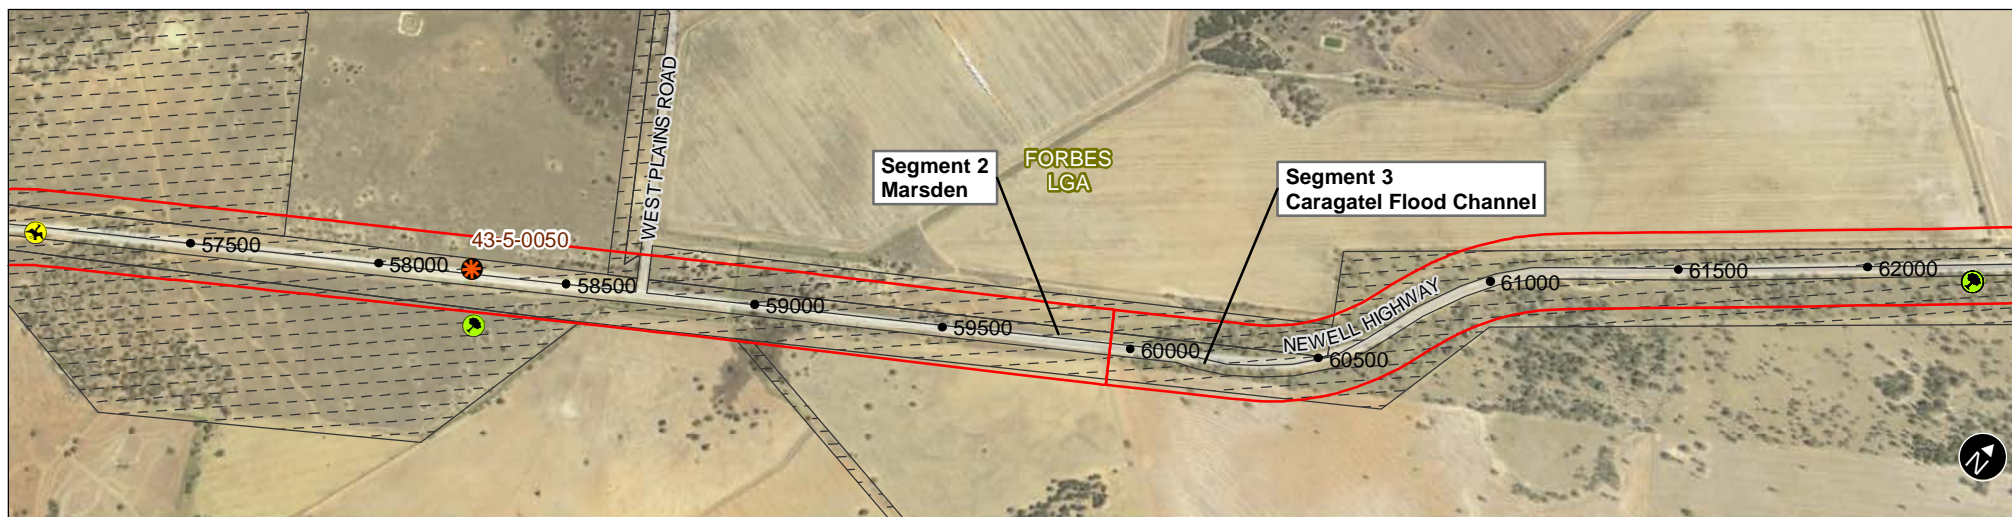 WEST PLAINS ROAD
FORBES
LGA
Segment 2
Marsden
Segment 3
Caragatel Flood Channel
43-5-0050
57500
58000
58500
59000
59500
60000
60500
61000
61500
62000
NEWELL HIGHWAY
N